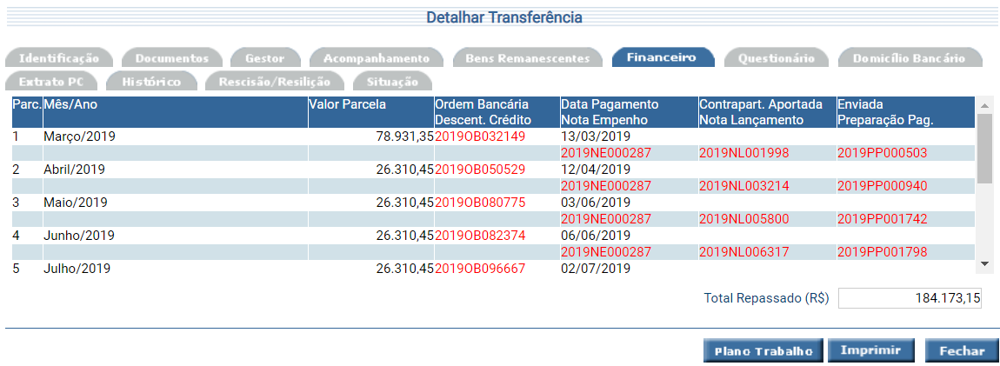 Detalhar Transferência
Identificação Documentos Gestor Acompanhamento Bens Remanescentes Financeiro Questionário Domicílio Bancário
Extrato PC Histórico Rescisão/Resilição Situação
Parc. Mês/Ano Valor Parcela Ordem Bancária Data Pagamento Contrapart. Aportada Enviada
Descent. Crédito Nota Empenho Nota Lançamento Preparação Pag.
1 Março/2019 78.931,35 2019OB032149 13/03/2019
2019NE000287 2019NL001998 2019PP000503
2 Abril/2019 26.310,45 2019OB050529 12/04/2019
2019NE000287 2019NL003214 2019PP000940
3 Maio/2019 26.310,45 2019OB080775 03/06/2019
2019NE000287 2019NL005800 2019PP001742
4 Junho/2019 26.310,45 2019OB082374 06/06/2019
2019NE000287 2019NL006317 2019PP001798
5 Julho/2019 26.310,45 2019OB096667 02/07/2019
Total Repassado (R$) 184.173,15
Plano Trabalho Imprimir Fechar